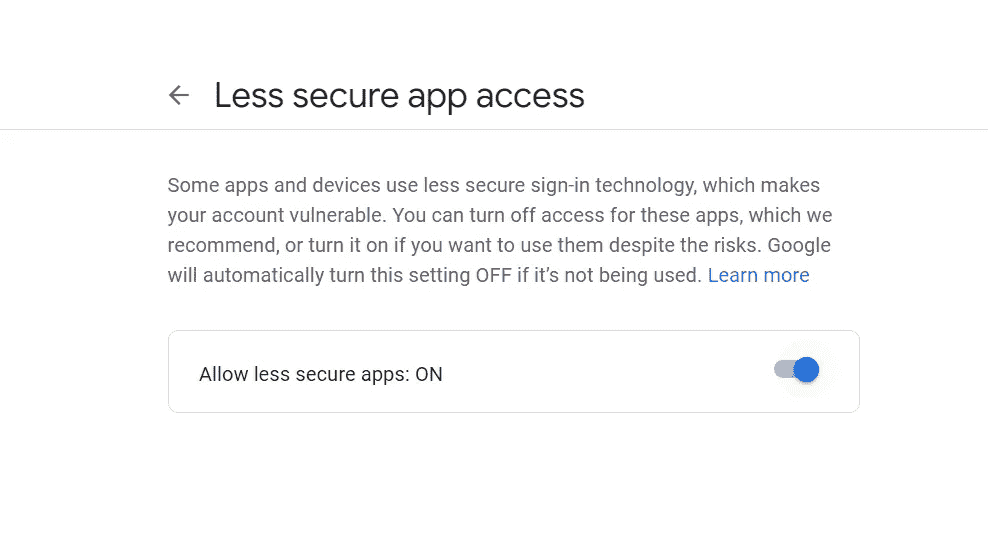 Less secure app access
Some apps and devices use less secure sign-in technology, which makes
your account vulnerable. You can turn off access for these apps, which we
recommend, or turn it on if you want to use them despite the risks. Google
will automatically turn this setting OFF if it’s not being used. Learn more
Allow less secure apps: ON